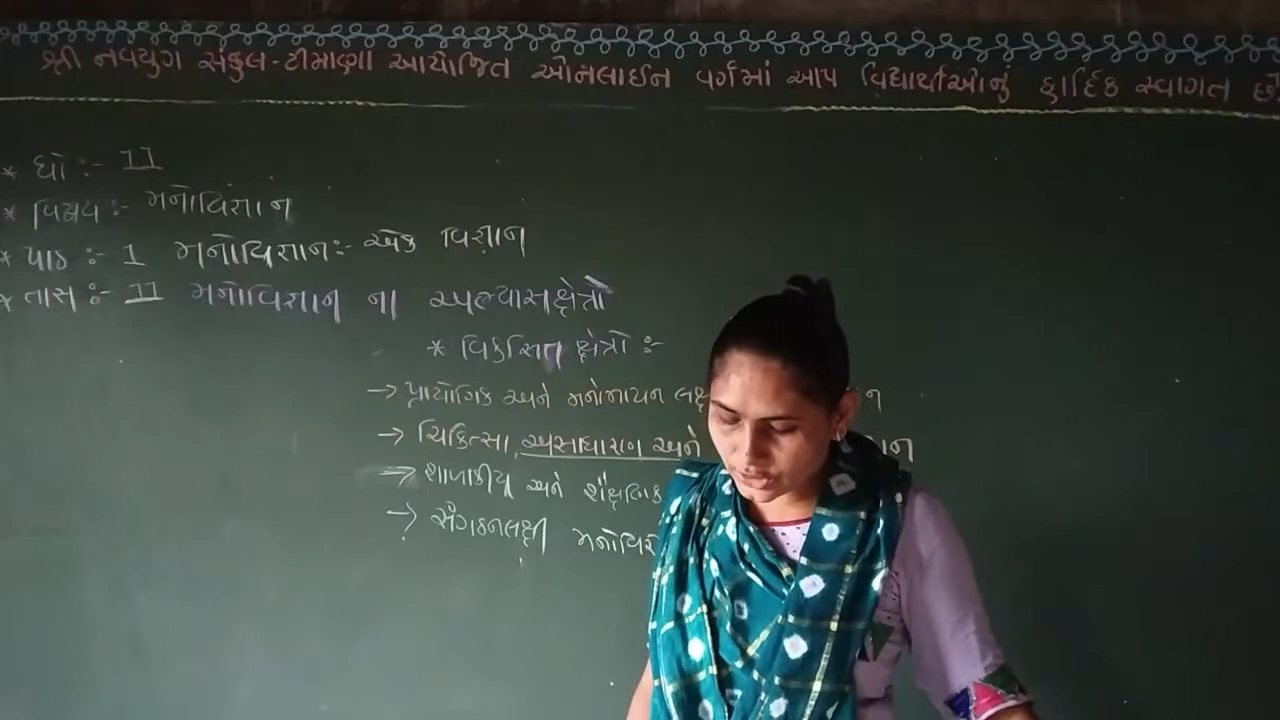 શ્રી નવયુગ સંકુલ-ટીમાણા આયોજિત ઓનલાઈન વર્ગમાં આપ વિદ્યાર્થીઓનું હાર્દિક સ્વાગત છે
* ધો :- 11
* વિષય :- મનોવિજ્ઞાન
* પાઠ :- 1 મનોવિજ્ઞાન:- એક વિજ્ઞાન
* તાસ :- 11 મનોવિજ્ઞાન ના અભ્યાસક્ષેત્રો
* વિકસિત ક્ષેત્રો :-
→ પ્રાયોગિક અને મનોમાપન
→ ચિકિત્સા, અસાધારણ અને
→ શાળાકીય અને શૈક્ષણિક
→ સંગઠનલક્ષી